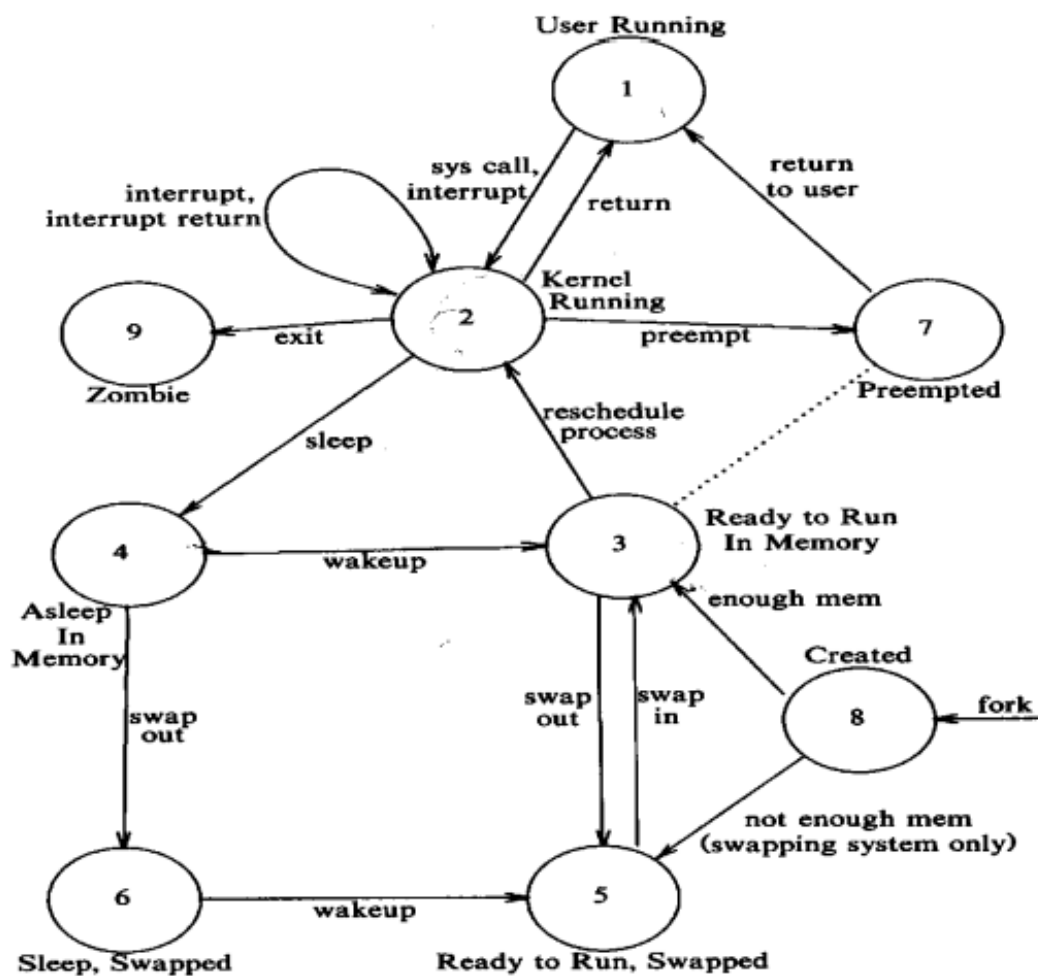 User Running
1
sys call,
interrupt
return
return
to user
interrupt,
interrupt return
Kernel
Running
2
9
exit
Zombie
preempt
7
Preempted
sleep
reschedule
process
4
wakeup
3
Ready to Run
In Memory
Asleep
In
Memory
enough mem
Created
swap
out
swap
out
swap
in
8
fork
not enough mem
(swapping system only)
6
wakeup
5
Sleep, Swapped
Ready to Run, Swapped